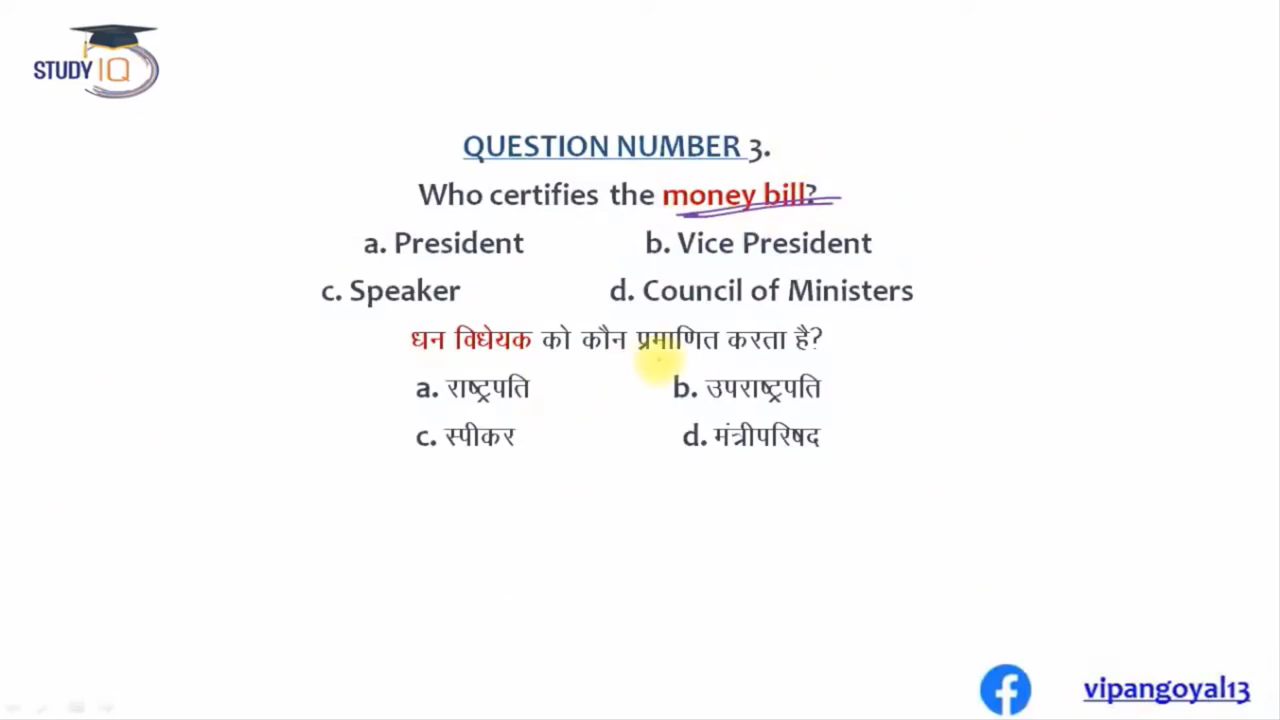 STUDY IQ
QUESTION NUMBER 3.
Who certifies the money bill?
a. President b. Vice President
c. Speaker d. Council of Ministers
धन विधेयक को कौन प्रमाणित करता है?
a. राष्ट्रपति b. उपराष्ट्रपति
c. स्पीकर d. मंत्रीपरिषद
vipangoyal13